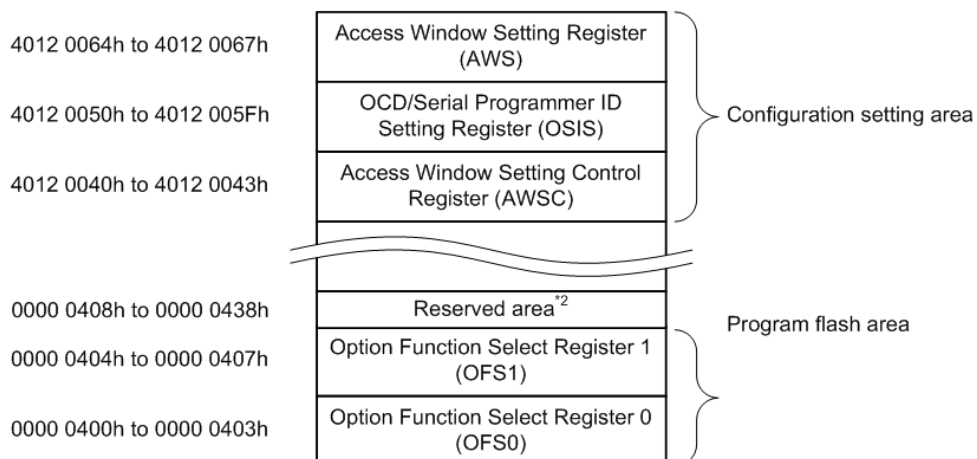 4012 0064h to 4012 0067h
Access Window Setting Register
(AWS)
4012 0050h to 4012 005Fh
OCD/Serial Programmer ID
Setting Register (OSIS)
Configuration setting area
4012 0040h to 4012 0043h
Access Window Setting Control
Register (AWSC)
0000 0408h to 0000 0438h
Reserved area*2
Program flash area
0000 0404h to 0000 0407h
Option Function Select Register 1
(OFS1)
0000 0400h to 0000 0403h
Option Function Select Register 0
(OFS0)